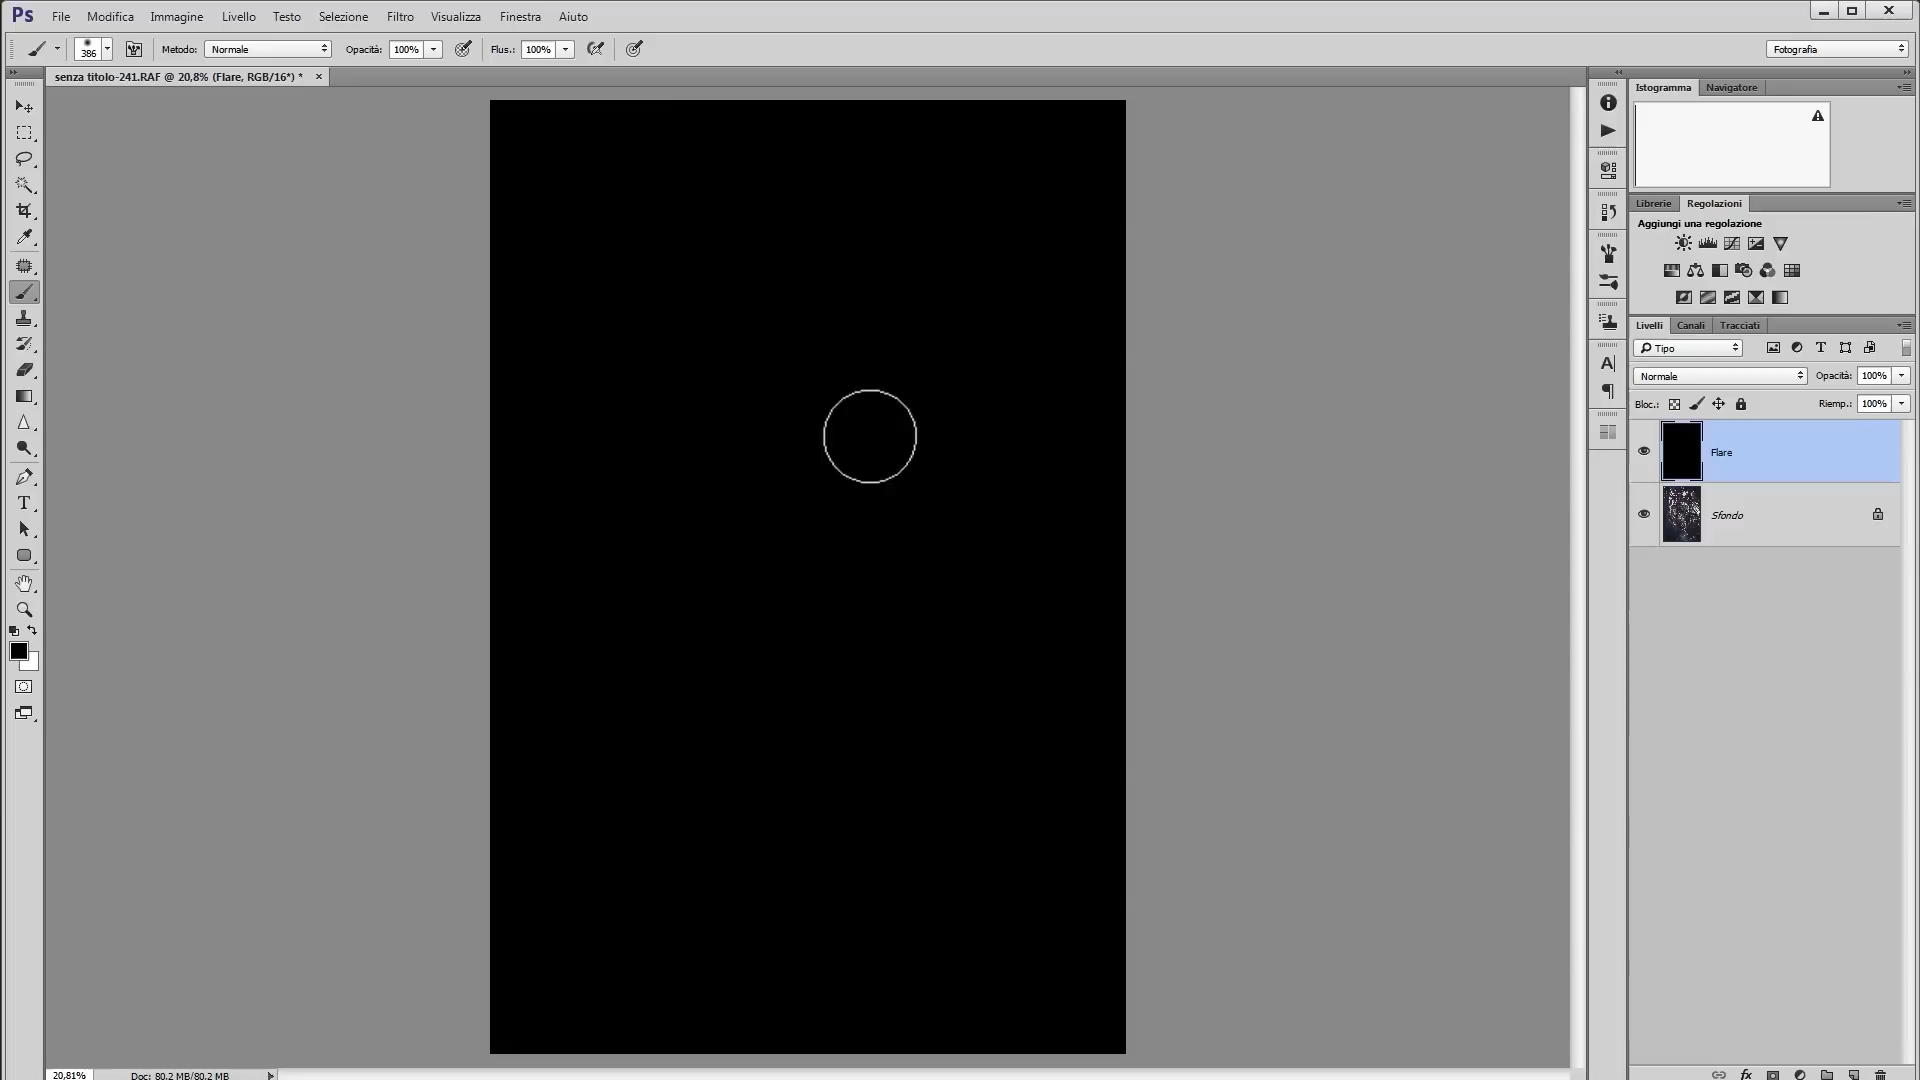 Ps File Modifica Immagine Livello Testo Selezione Filtro Visualizza Finestra Aiuto
386 Metodo: Normale Opacità: 100% Flus.: 100% Fotografia
senza titolo-241.RAF @ 20,8% (Flare, RGB/16*) * ×
Istogramma Navigatore
Librerie Regolazioni
Aggiungi una regolazione
Livelli Canali Tracciati
Tipo
Normale Opacità: 100%
Bloc.: Riemp.: 100%
Flare
Sfondo
20,81% Doc: 80,2 MB/80,2 MB